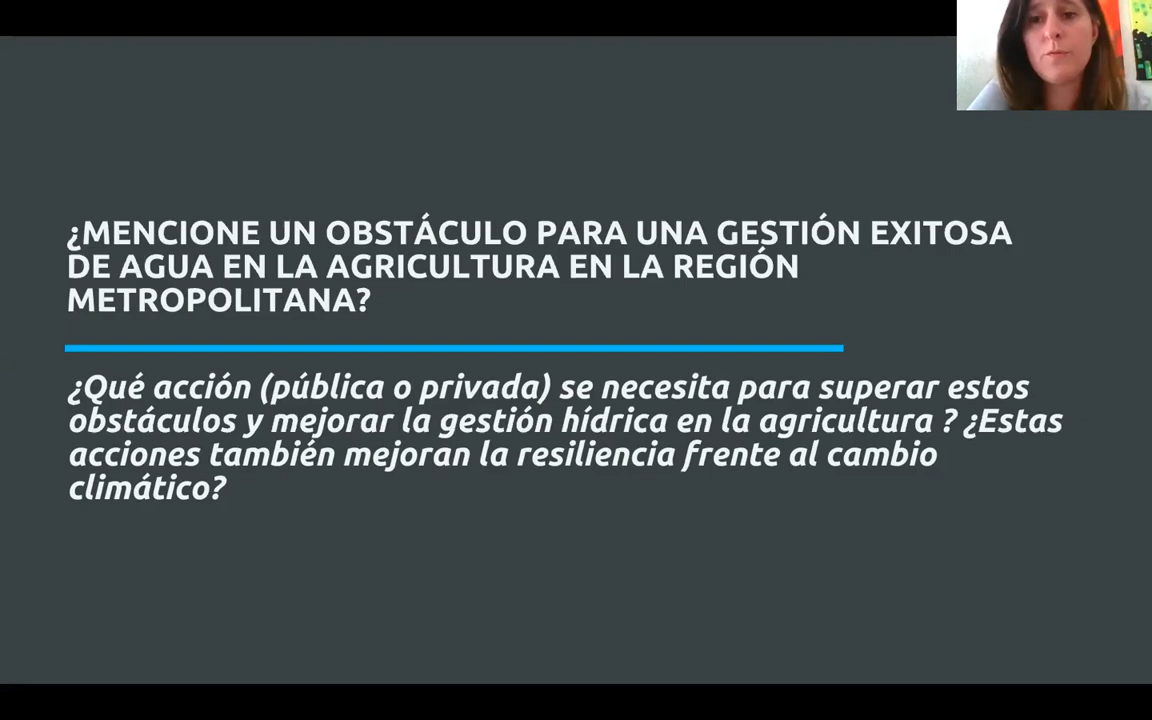 ¿MENCIONE UN OBSTÁCULO PARA UNA GESTIÓN EXITOSA
DE AGUA EN LA AGRICULTURA EN LA REGIÓN
METROPOLITANA?
¿Qué acción (pública o privada) se necesita para superar estos
obstáculos y mejorar la gestión hídrica en la agricultura ? ¿Estas
acciones también mejoran la resiliencia frente al cambio
climático?